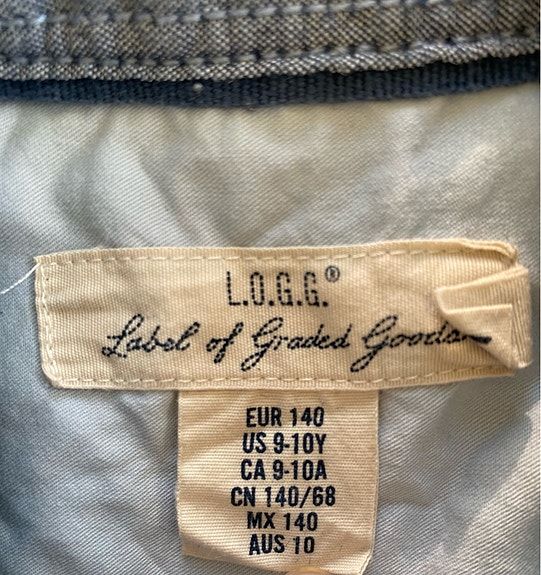 L.O.G.G.®
Label of Graded Goods
EUR 140
US 9-10Y
CA 9-10A
CN 140/68
MX 140
AUS 10